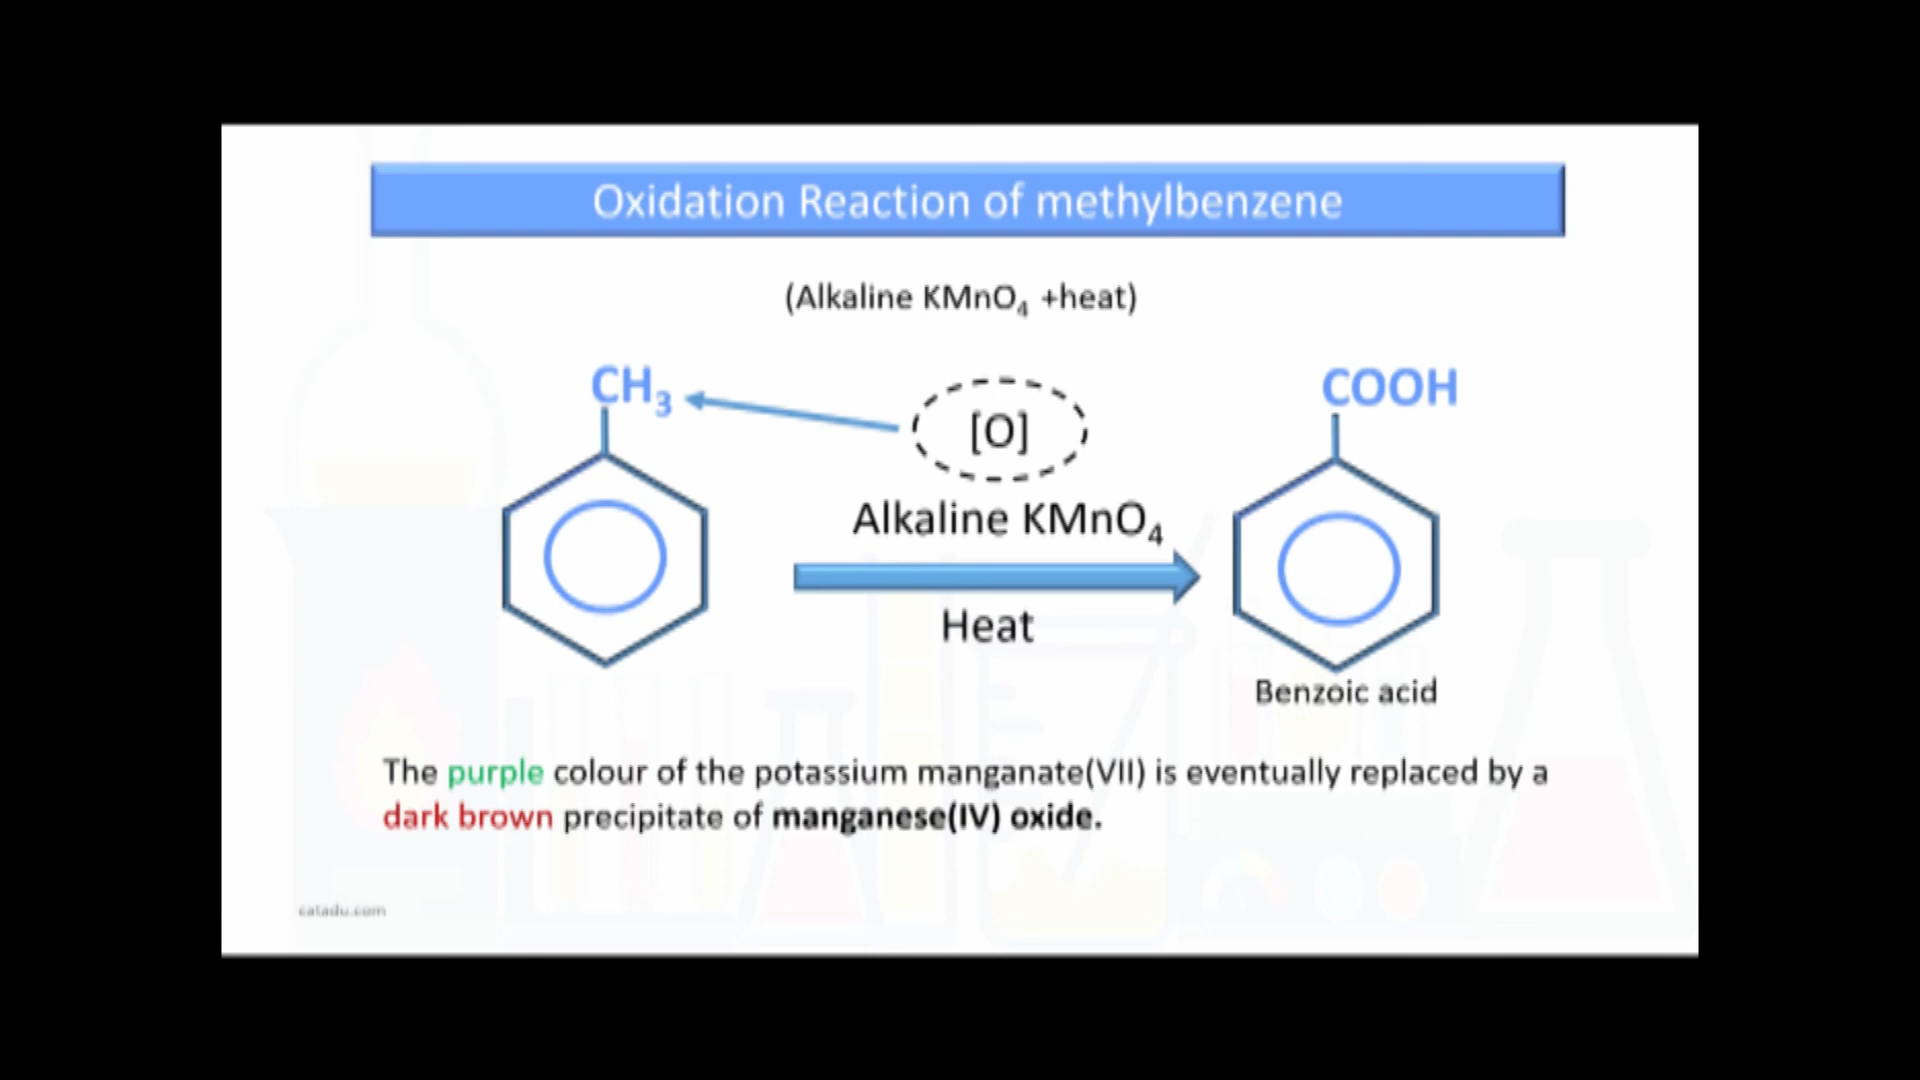 Oxidation Reaction of methylbenzene
(Alkaline KMnO₄ +heat)
CH₃
[O]
COOH
Alkaline KMnO₄
Heat
Benzoic acid
The purple colour of the potassium manganate(VII) is eventually replaced by a
dark brown precipitate of manganese(IV) oxide.
catadu.com